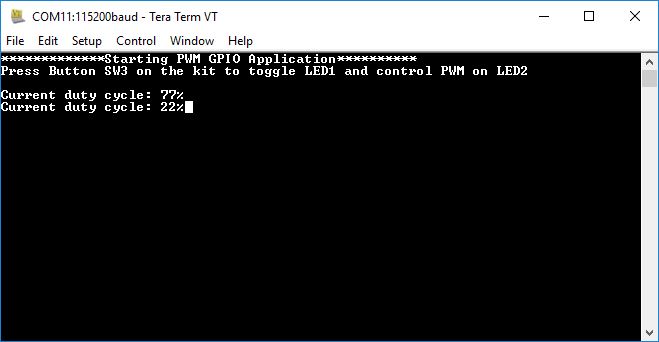 COM11:115200baud - Tera Term VT
File Edit Setup Control Window Help
*************Starting PWM GPIO Application**********
Press Button SW3 on the kit to toggle LED1 and control PWM on LED2
Current duty cycle: 77%
Current duty cycle: 22%